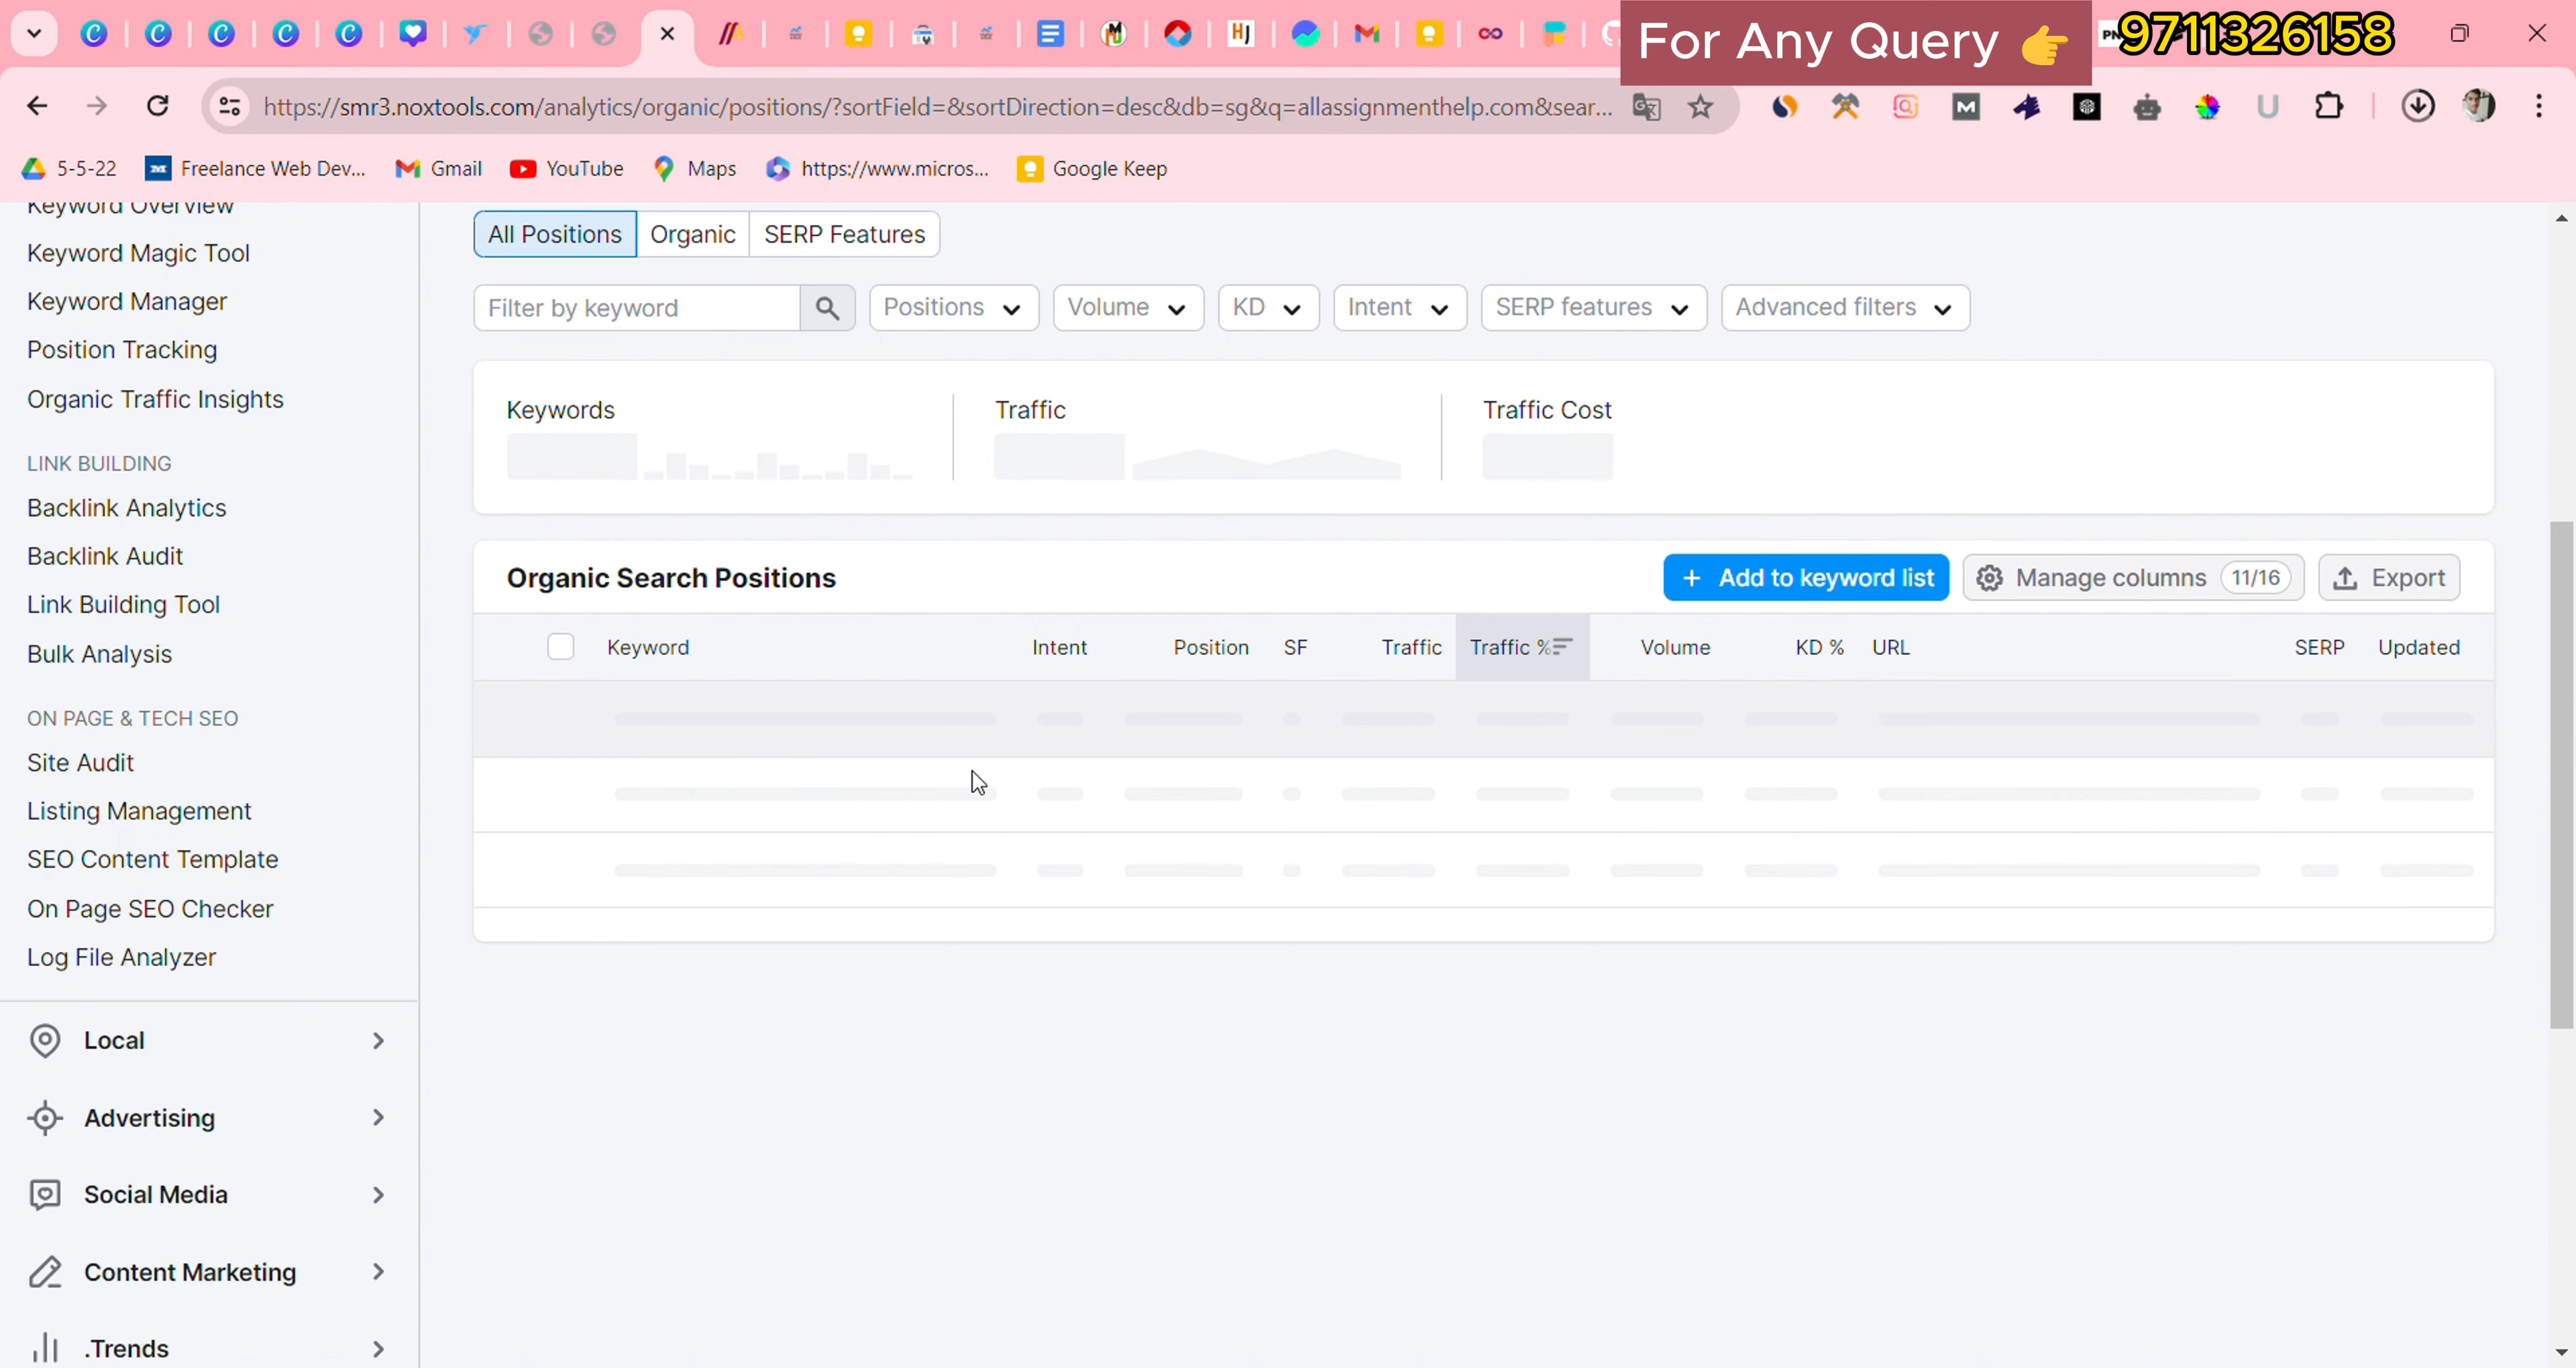 For Any Query 👉
9711326158
HJ
https://smr3.noxtools.com/analytics/organic/positions/?sortField=&sortDirection=desc&db=sg&q=allassignmenthelp.com&sear...
5-5-22
Freelance Web Dev...
Gmail
YouTube
Maps
https://www.micros...
Google Keep
Keyword Overview
Keyword Magic Tool
Keyword Manager
Position Tracking
Organic Traffic Insights
LINK BUILDING
Backlink Analytics
Backlink Audit
Link Building Tool
Bulk Analysis
ON PAGE & TECH SEO
Site Audit
Listing Management
SEO Content Template
On Page SEO Checker
Log File Analyzer
Local
Advertising
Social Media
Content Marketing
.Trends
All Positions
Organic
SERP Features
Filter by keyword
Positions
Volume
KD
Intent
SERP features
Advanced filters
Keywords
Traffic
Traffic Cost
Organic Search Positions
+ Add to keyword list
Manage columns 11/16
Export
Keyword
Intent
Position
SF
Traffic
Traffic %
Volume
KD %
URL
SERP
Updated